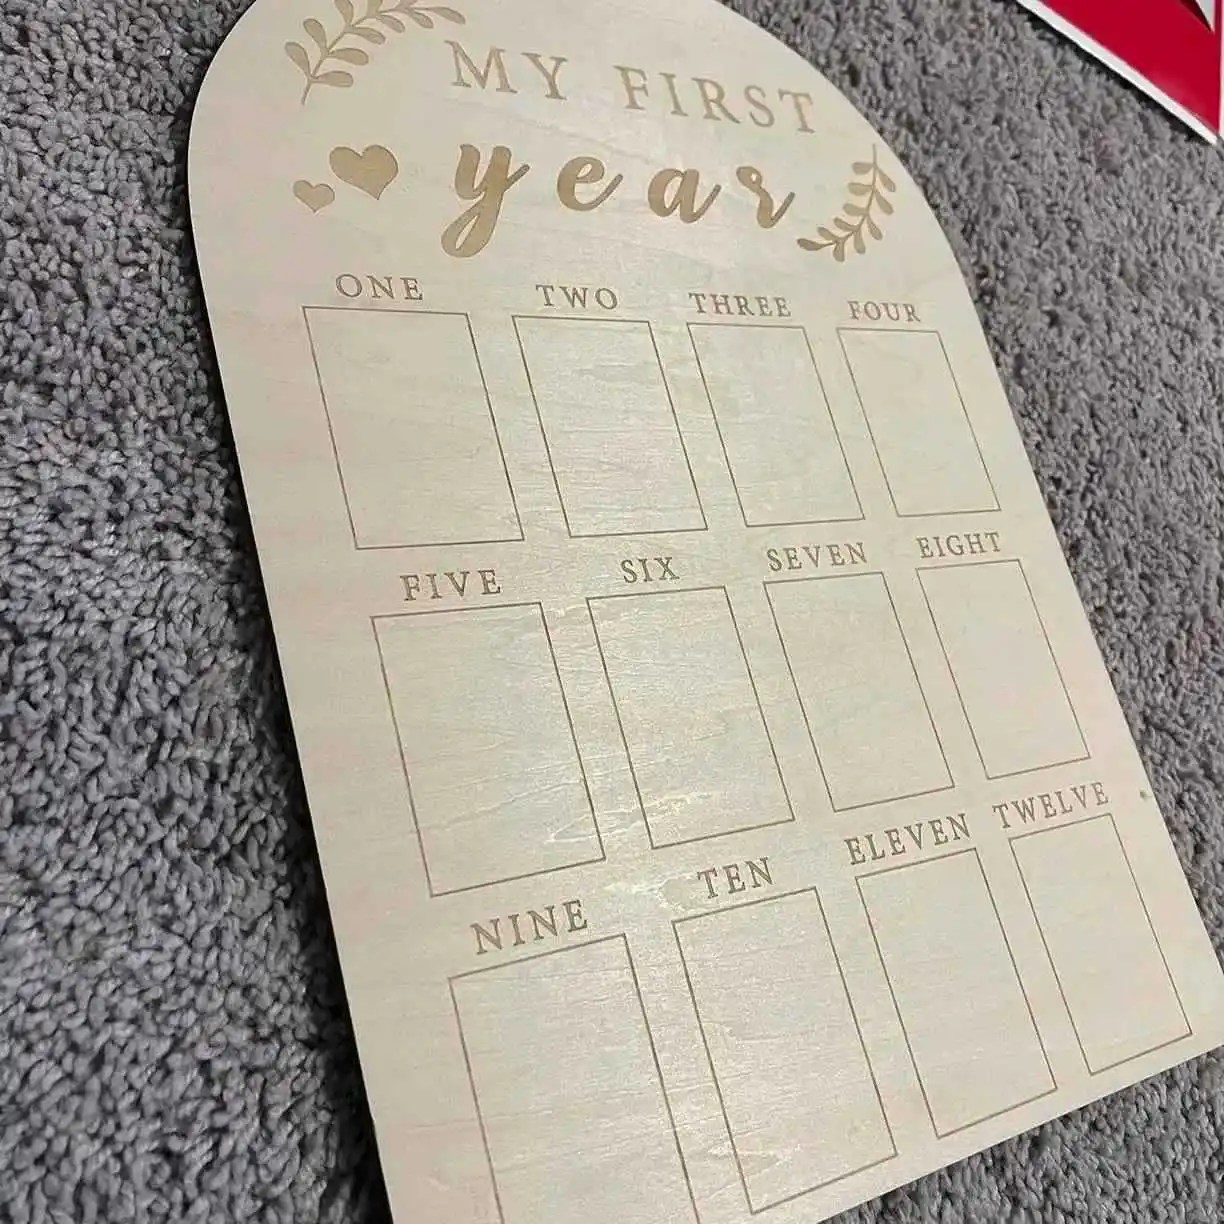 MY FIRST
year
ONE TWO THREE FOUR
FIVE SIX SEVEN EIGHT
NINE TEN ELEVEN TWELVE